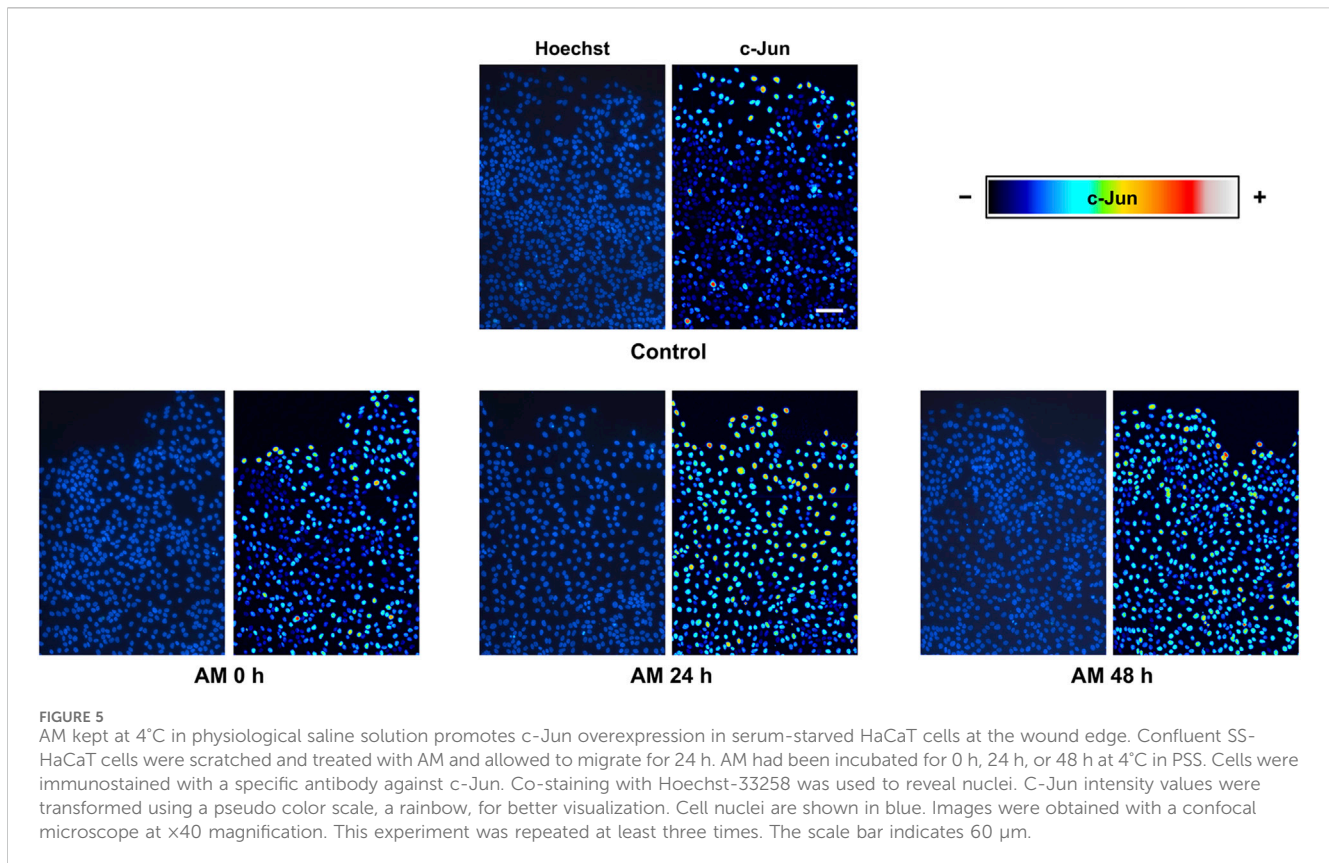 Hoechst
c-Jun
− c-Jun +
Control
AM 0 h
AM 24 h
AM 48 h
FIGURE 5
AM kept at 4°C in physiological saline solution promotes c-Jun overexpression in serum-starved HaCaT cells at the wound edge. Confluent SS-
HaCaT cells were scratched and treated with AM and allowed to migrate for 24 h. AM had been incubated for 0 h, 24 h, or 48 h at 4°C in PSS. Cells were
immunostained with a specific antibody against c-Jun. Co-staining with Hoechst-33258 was used to reveal nuclei. C-Jun intensity values were
transformed using a pseudo color scale, a rainbow, for better visualization. Cell nuclei are shown in blue. Images were obtained with a confocal
microscope at ×40 magnification. This experiment was repeated at least three times. The scale bar indicates 60 μm.